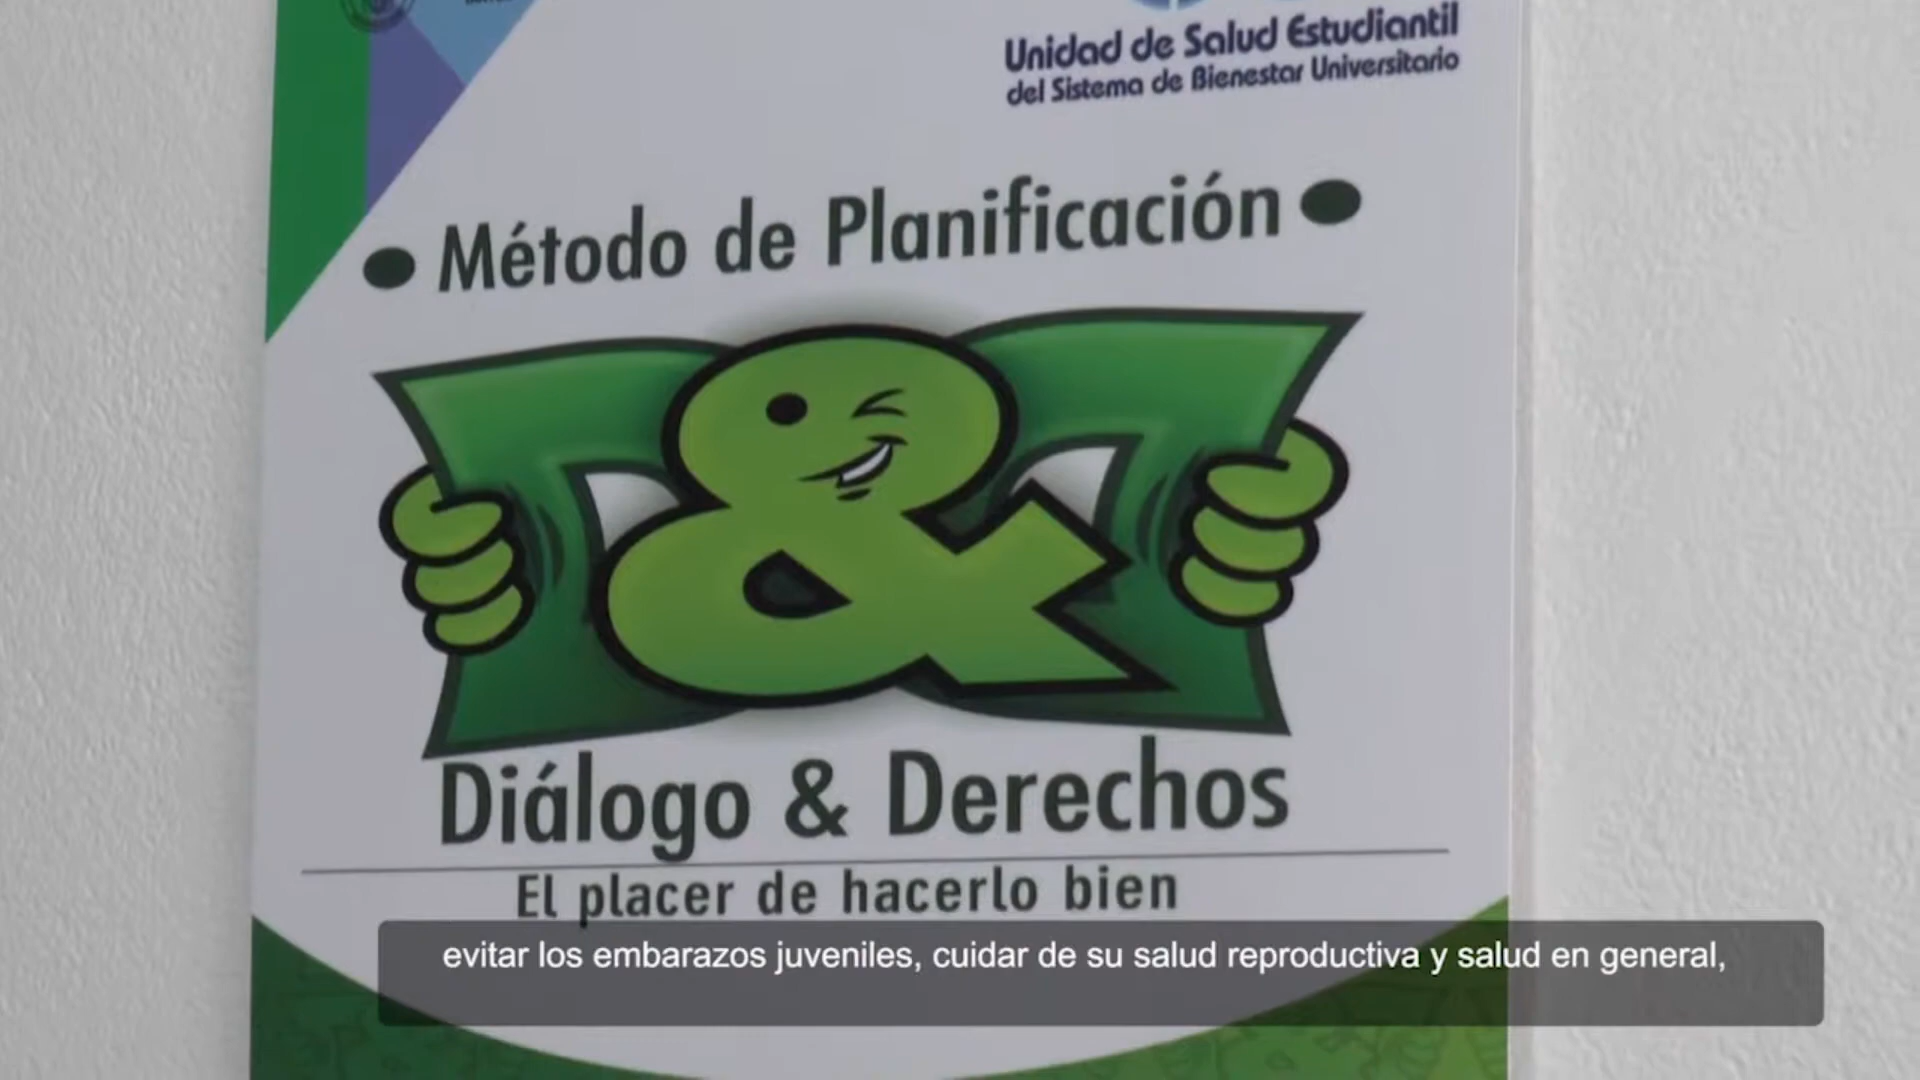 Unidad de Salud Estudiantil
del Sistema de Bienestar Universitario
• Método de Planificación •
&
Diálogo & Derechos
El placer de hacerlo bien
evitar los embarazos juveniles, cuidar de su salud reproductiva y salud en general,